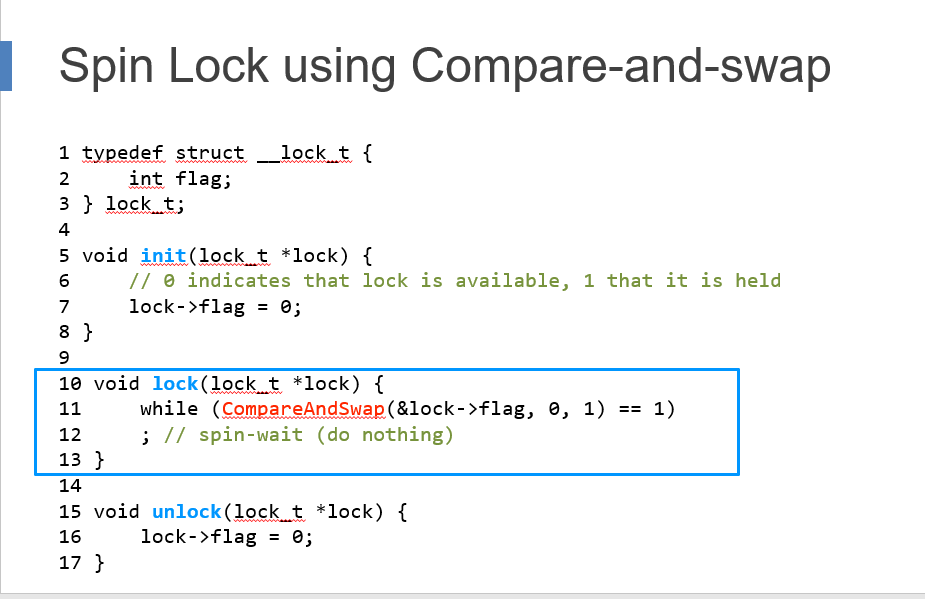 Spin Lock using Compare-and-swap
1 typedef struct __lock_t {
2     int flag;
3 } lock_t;
4
5 void init(lock_t *lock) {
6     // 0 indicates that lock is available, 1 that it is held
7     lock->flag = 0;
8 }
9
10 void lock(lock_t *lock) {
11     while (CompareAndSwap(&lock->flag, 0, 1) == 1)
12     ; // spin-wait (do nothing)
13 }
14
15 void unlock(lock_t *lock) {
16     lock->flag = 0;
17 }